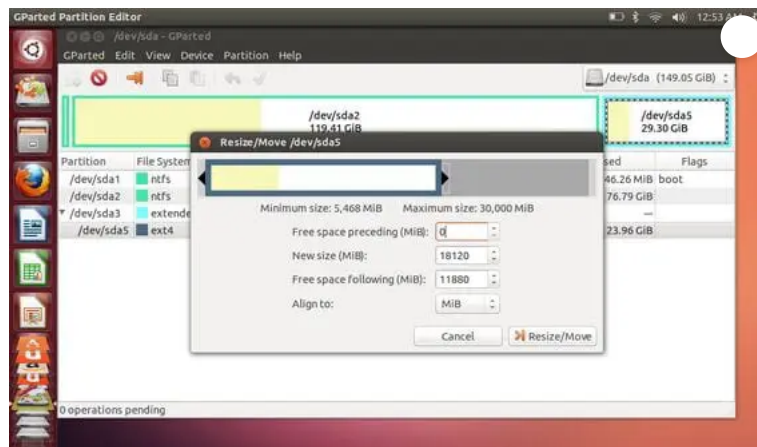 GParted Partition Editor
/dev/sda - GParted
GParted Edit View Device Partition Help
/dev/sda (149.05 GiB)
/dev/sda2
119.41 GiB
/dev/sda5
29.30 GiB
Resize/Move /dev/sda5
Partition File System Flags
/dev/sda1 ntfs 46.26 MiB boot
/dev/sda2 ntfs 76.79 GiB
/dev/sda3 extende
/dev/sda5 ext4 23.96 GiB
Minimum size: 5,468 MiB Maximum size: 30,000 MiB
Free space preceding (MiB): 0
New size (MiB): 18120
Free space following (MiB): 11880
Align to: MiB
Cancel Resize/Move
0 operations pending